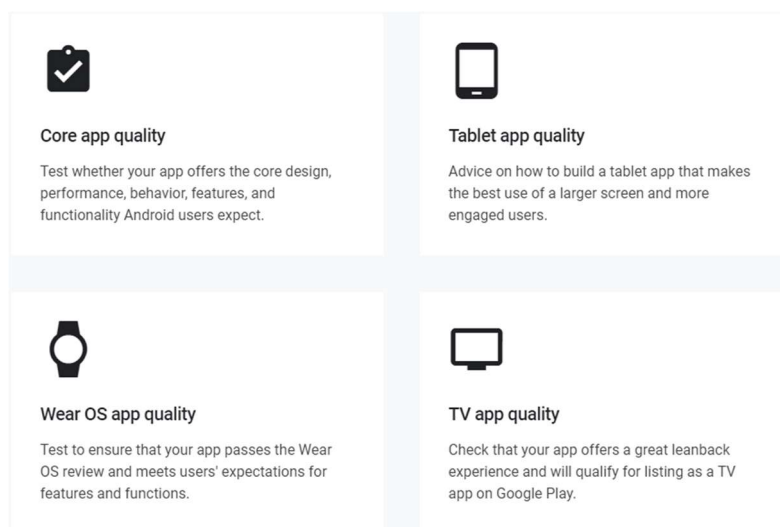 Core app quality
Test whether your app offers the core design,
performance, behavior, features, and
functionality Android users expect.
Tablet app quality
Advice on how to build a tablet app that makes
the best use of a larger screen and more
engaged users.
Wear OS app quality
Test to ensure that your app passes the Wear
OS review and meets users' expectations for
features and functions.
TV app quality
Check that your app offers a great leanback
experience and will qualify for listing as a TV
app on Google Play.